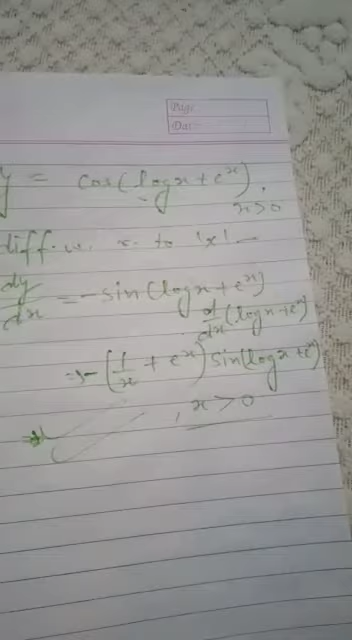 Page
Date
y = cos(log x + e^x),
x > 0
diff. w. r. to 'x' —
dy/dx = -sin(log x + e^x)
d/dx (log x + e^x)
⇒ -(1/x + e^x) sin(log x + e^x)
, x > 0